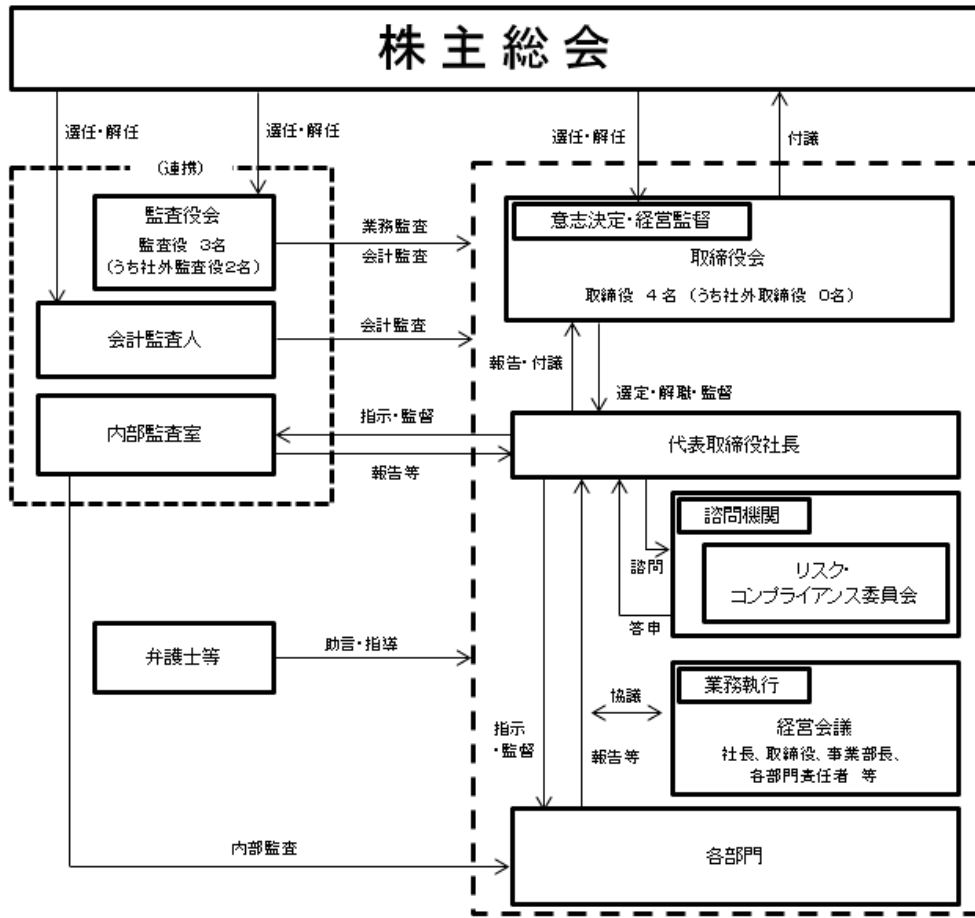 株主総会
選任・解任
選任・解任
選任・解任
付議
(連携)
監査役会
監査役 3名
(うち社外監査役2名)
業務監査
会計監査
意志決定・経営監督
取締役会
取締役 4名 (うち社外取締役 0名)
会計監査人
会計監査
報告・付議
選定・解職・監督
内部監査室
指示・監督
報告等
代表取締役社長
諮問機関
リスク・
コンプライアンス委員会
諮問
答申
弁護士等
助言・指導
業務執行
経営会議
社長、取締役、事業部長、
各部門責任者 等
協議
指示
・監督
報告等
内部監査
各部門